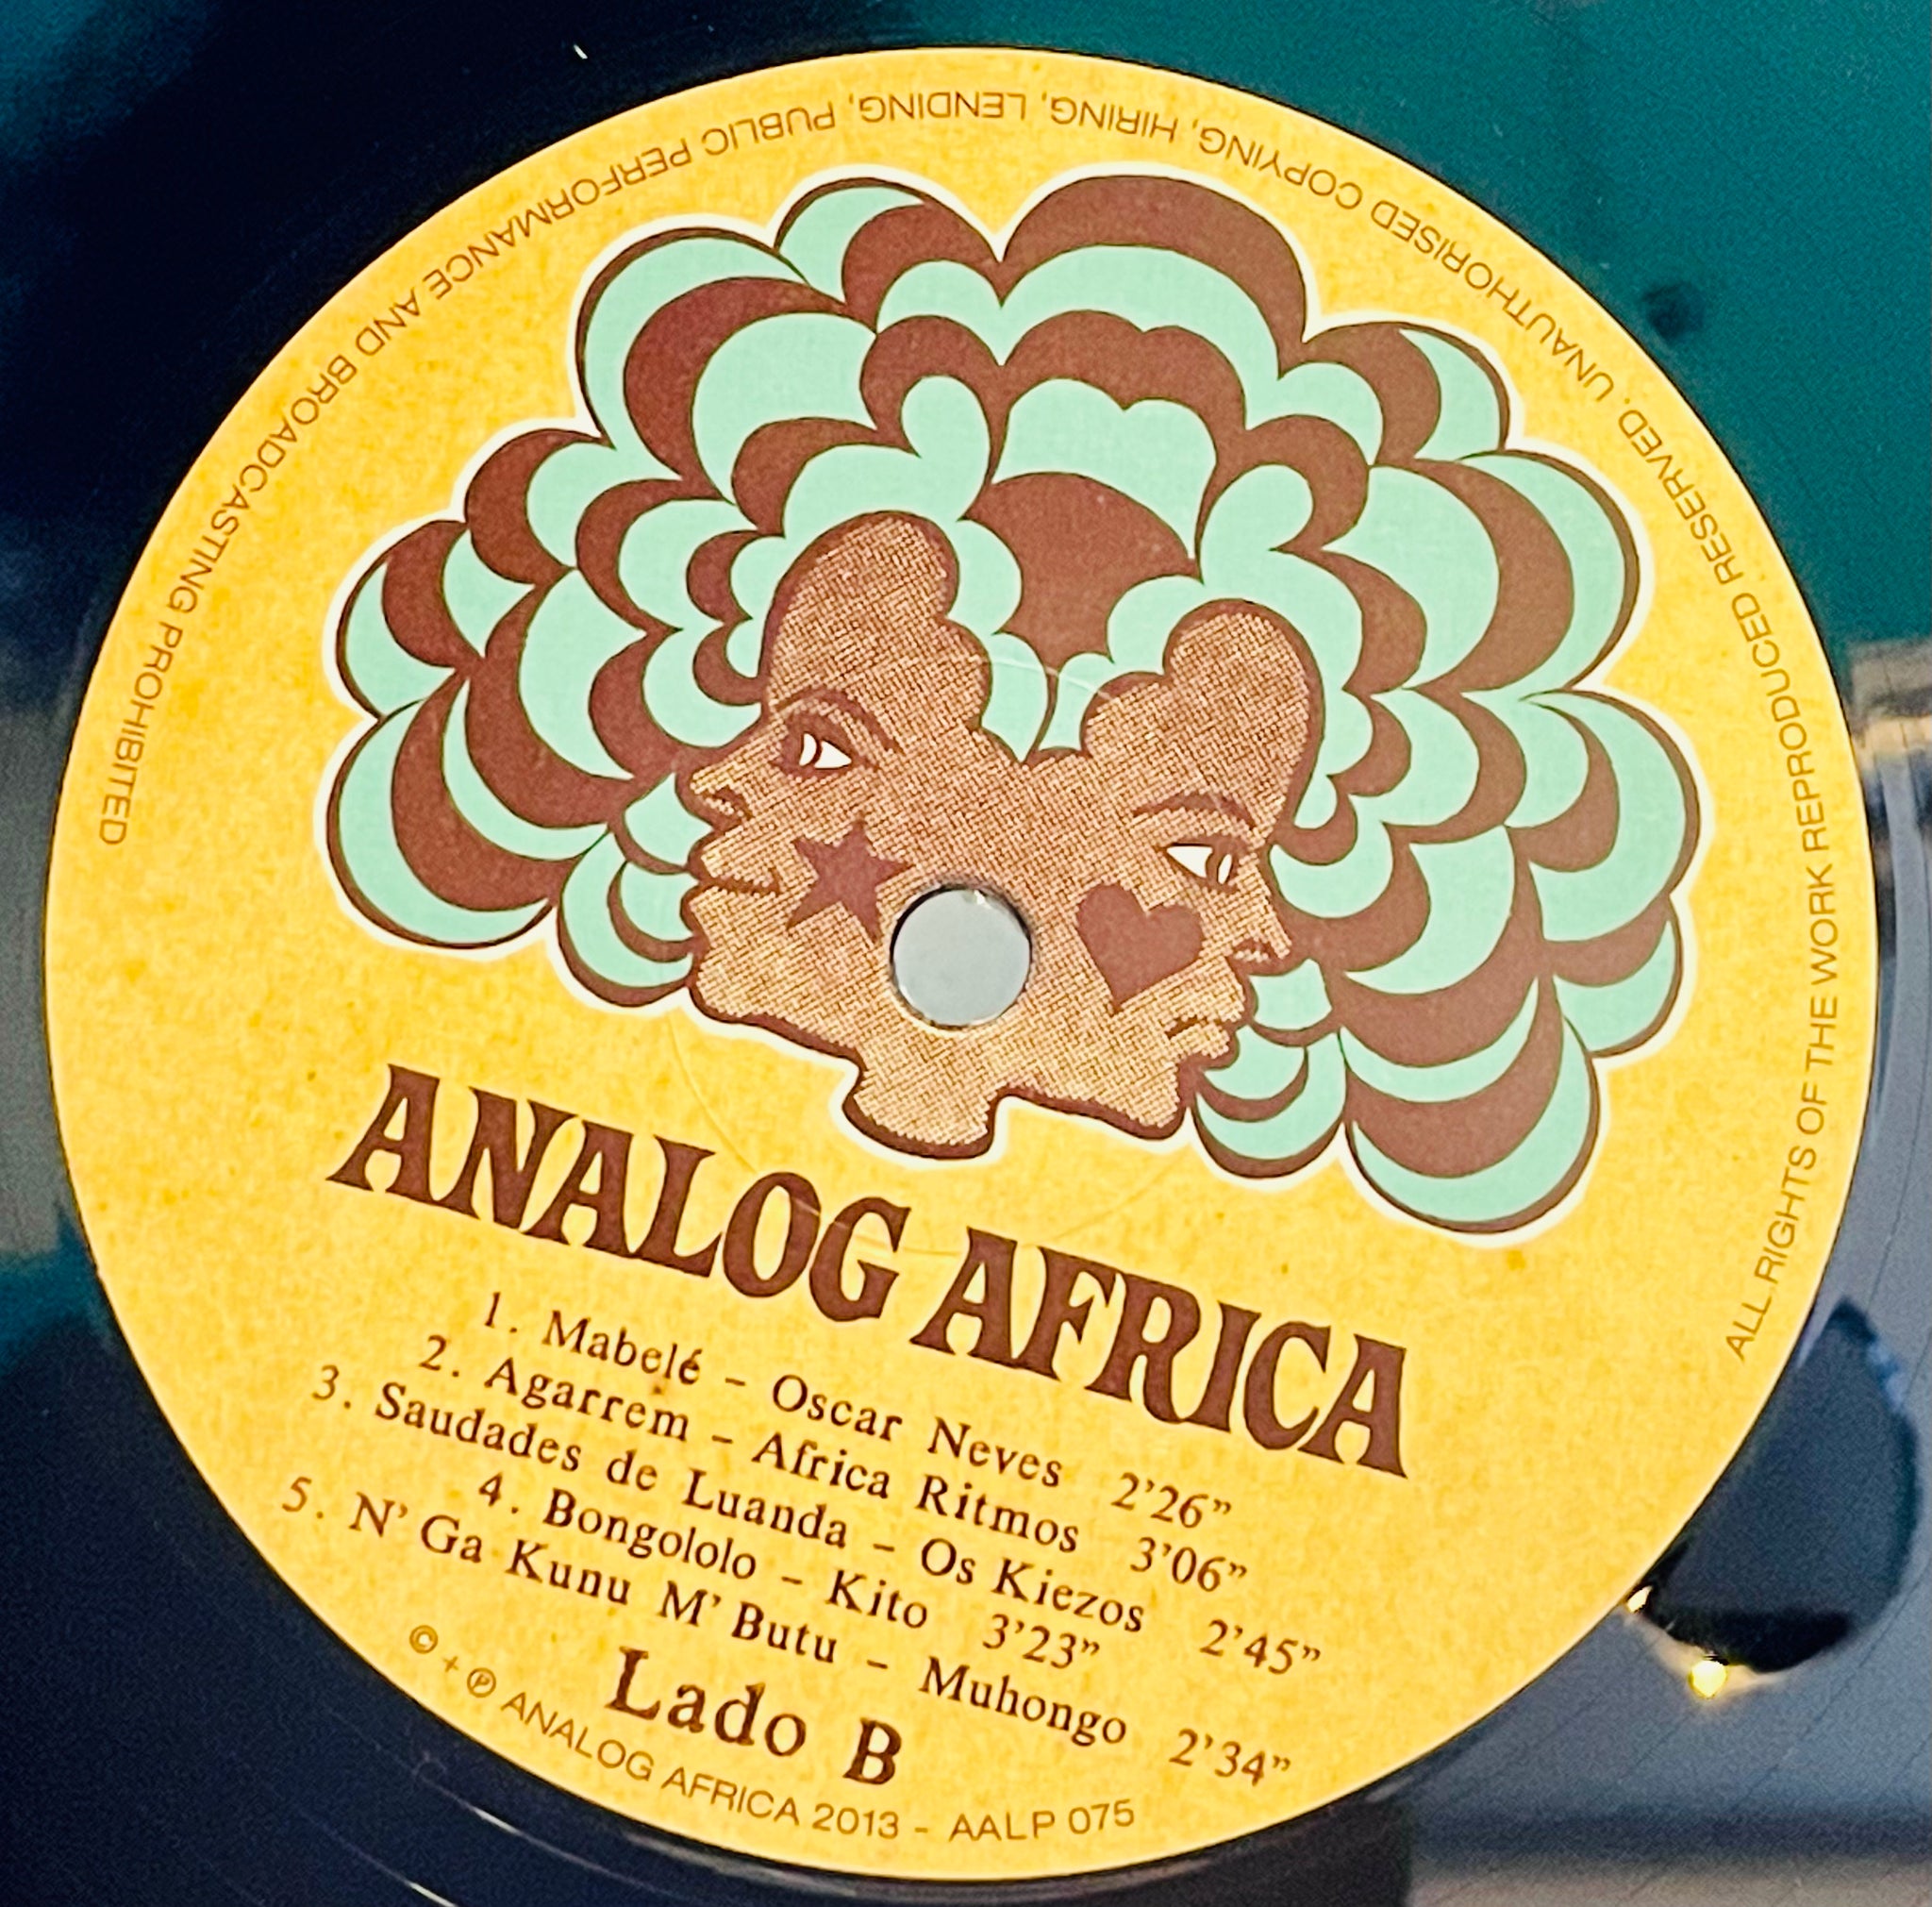 ANALOG AFRICA
1. Mabelé – Oscar Neves 2'26”
2. Agarrem – Africa Ritmos 3'06”
3. Saudades de Luanda – Os Kiezos 2'45”
4. Bongololo – Kito 3'23”
5. N' Ga Kunu M' Butu – Muhongo 2'34”
Lado B
© + ℗ ANALOG AFRICA 2013 - AALP 075
ALL RIGHTS OF THE WORK REPRODUCED RESERVED. UNAUTHORISED COPYING, HIRING, LENDING, PUBLIC PERFORMANCE AND BROADCASTING PROHIBITED